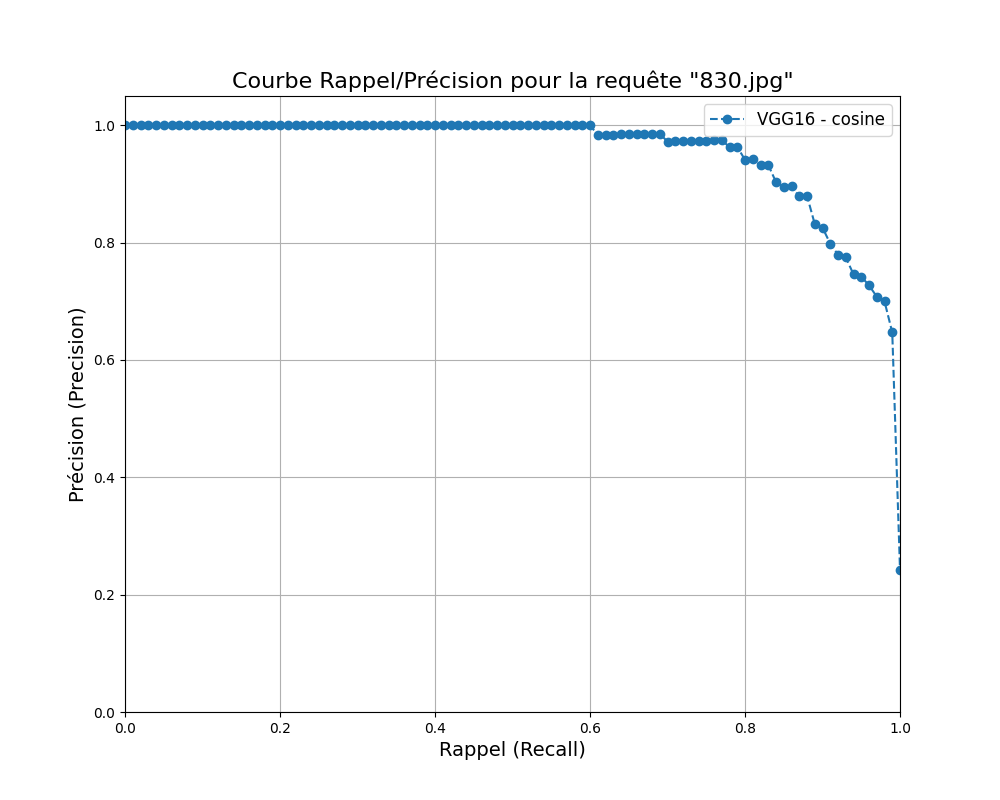 Courbe Rappel/Précision pour la requête "830.jpg"
VGG16 - cosine
1.0
0.8
0.6
0.4
0.2
0.0
Précision (Precision)
0.0 0.2 0.4 0.6 0.8 1.0
Rappel (Recall)